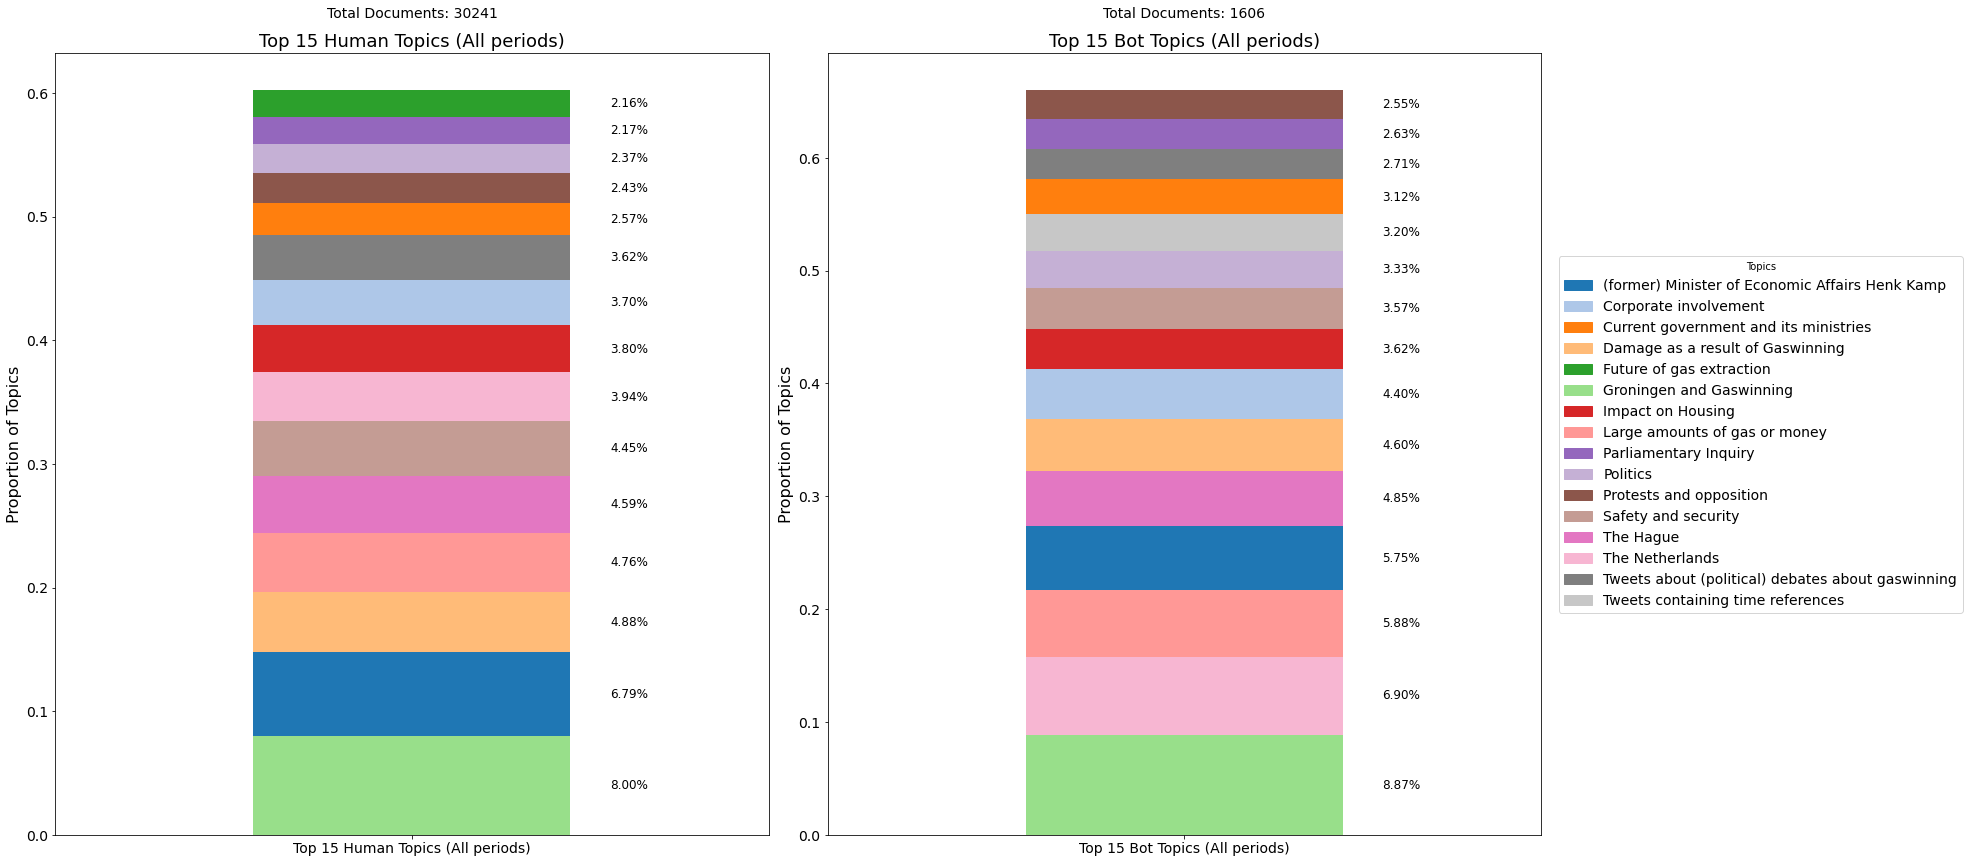 Total Documents: 30241
Top 15 Human Topics (All periods)
Proportion of Topics
0.6
0.5
0.4
0.3
0.2
0.1
0.0
2.16%
2.17%
2.37%
2.43%
2.57%
3.62%
3.70%
3.80%
3.94%
4.45%
4.59%
4.76%
4.88%
6.79%
8.00%
Top 15 Human Topics (All periods)
Total Documents: 1606
Top 15 Bot Topics (All periods)
Proportion of Topics
0.6
0.5
0.4
0.3
0.2
0.1
0.0
2.55%
2.63%
2.71%
3.12%
3.20%
3.33%
3.57%
3.62%
4.40%
4.60%
4.85%
5.75%
5.88%
6.90%
8.87%
Top 15 Bot Topics (All periods)
Topics
(former) Minister of Economic Affairs Henk Kamp
Corporate involvement
Current government and its ministries
Damage as a result of Gaswinning
Future of gas extraction
Groningen and Gaswinning
Impact on Housing
Large amounts of gas or money
Parliamentary Inquiry
Politics
Protests and opposition
Safety and security
The Hague
The Netherlands
Tweets about (political) debates about gaswinning
Tweets containing time references